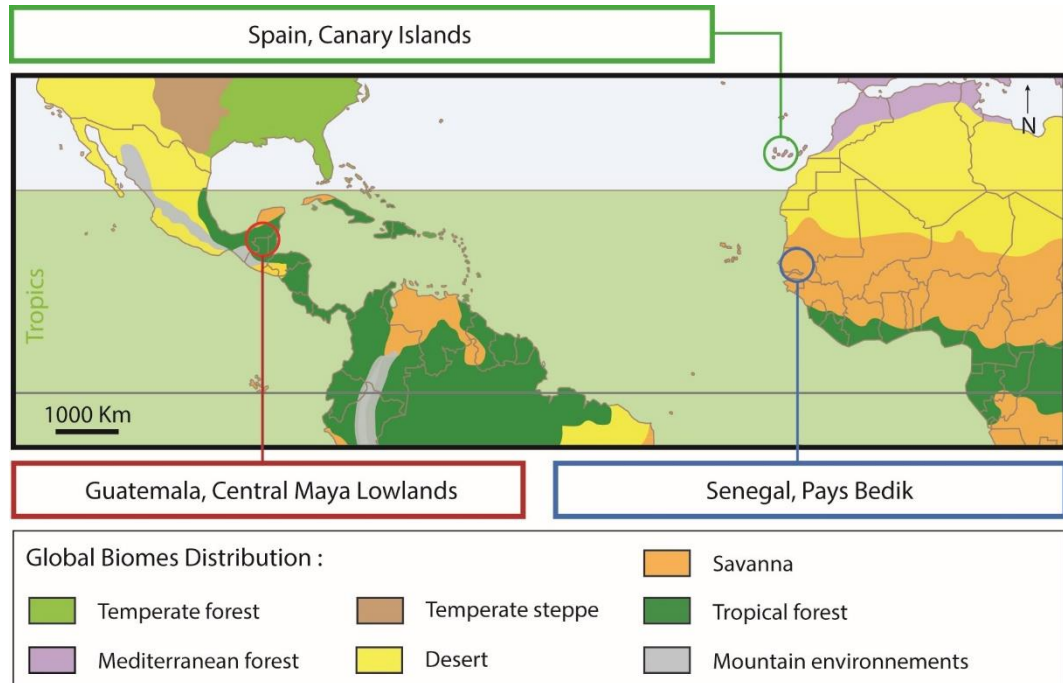 Spain, Canary Islands
N
Tropics
1000 Km
Guatemala, Central Maya Lowlands
Senegal, Pays Bedik
Global Biomes Distribution :
Savanna
Temperate forest
Temperate steppe
Tropical forest
Mediterranean forest
Desert
Mountain environnements